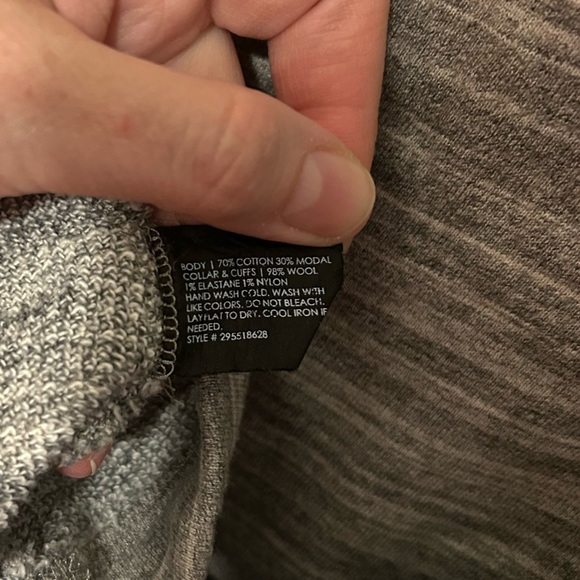 BODY | 70% COTTON 30% MODAL
COLLAR & CUFFS | 98% WOOL
1% ELASTANE 1% NYLON
HAND WASH COLD. WASH WITH
LIKE COLORS. DO NOT BLEACH.
LAY FLAT TO DRY. COOL IRON IF
NEEDED.
STYLE # 295518628